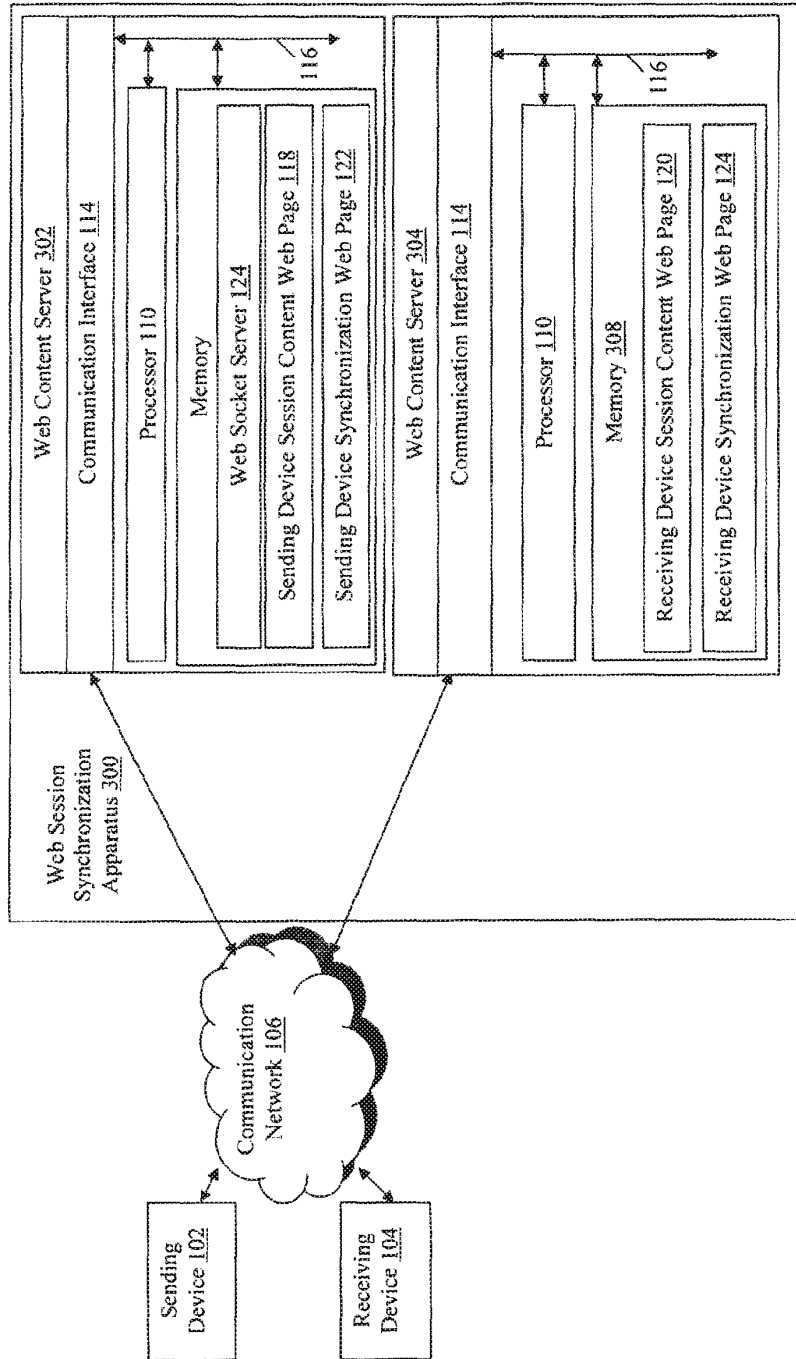 Sending
Device 102
Receiving
Device 104
Communication
Network 106
Web Session
Synchronization
Apparatus 300
Web Content Server 302
Communication Interface 114
Processor 110
Memory
Web Socket Server 124
Sending Device Session Content Web Page 118
Sending Device Synchronization Web Page 122
116
Web Content Server 304
Communication Interface 114
Processor 110
Memory 308
Receiving Device Session Content Web Page 120
Receiving Device Synchronization Web Page 124
116